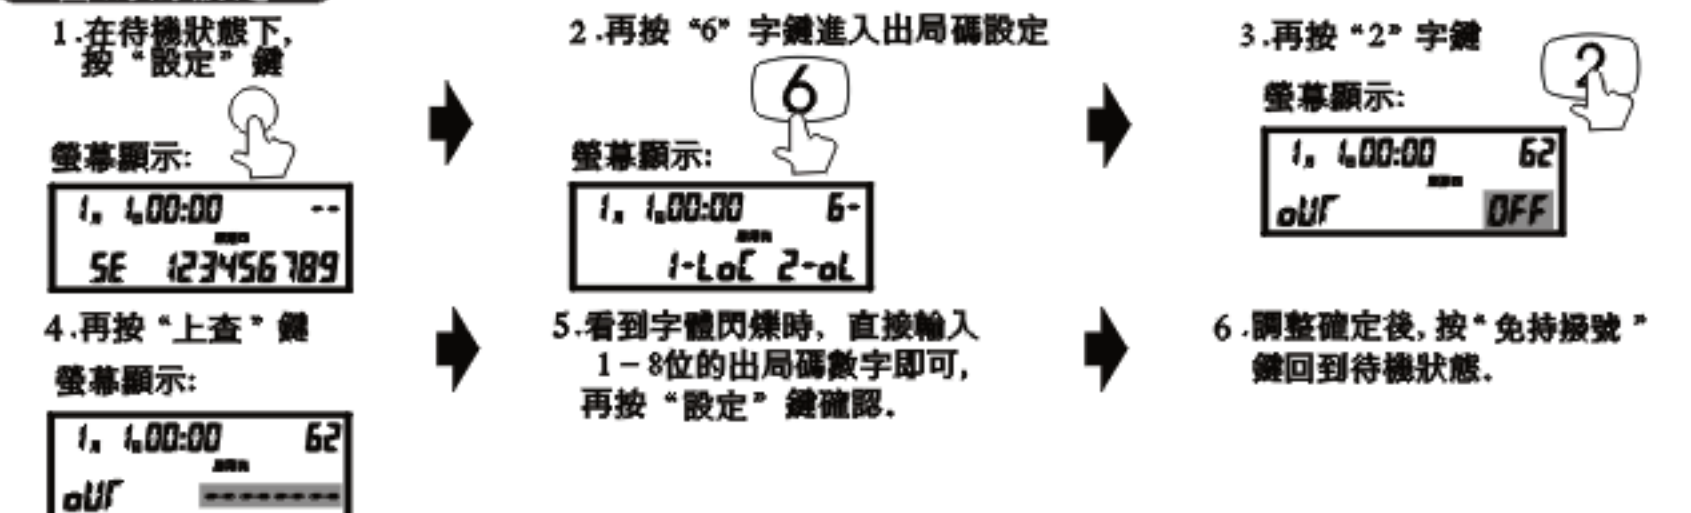 1.在待機狀態下,
按“設定”鍵
螢幕顯示:
1. 1.00:00 --
SE 123456789
2.再按“6”字鍵進入出局碼設定
6
螢幕顯示:
1. 1.00:00 6-
1-LoC 2-oL
3.再按“2”字鍵
2
螢幕顯示:
1. 1.00:00 62
oUT OFF
4.再按“上查”鍵
螢幕顯示:
1. 1.00:00 62
oUT --------
5.看到字體閃爍時, 直接輸入
1-8位的出局碼數字即可,
再按“設定”鍵確認.
6.調整確定後,按“免持撥號”
鍵回到待機狀態.